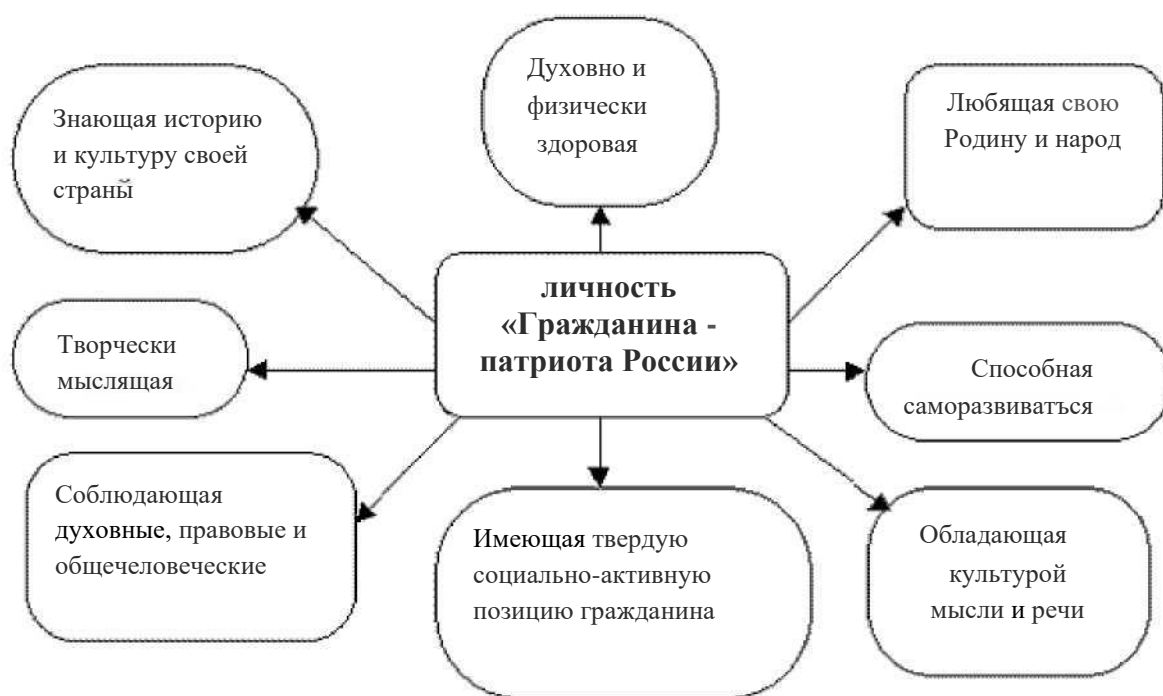 Духовно и
физически
здоровая
Знающая историю
и культуру своей
страны̆
Любящая свою
Родину и народ
личность
«Гражданина -
патриота России»
Творчески
мыслящая
Способная
саморазвиваться
Соблюдающая
духовные, правовые и
общечеловеческие
Имеющая твердую
социально-активную
позицию гражданина
Обладающая
культурой
мысли и речи